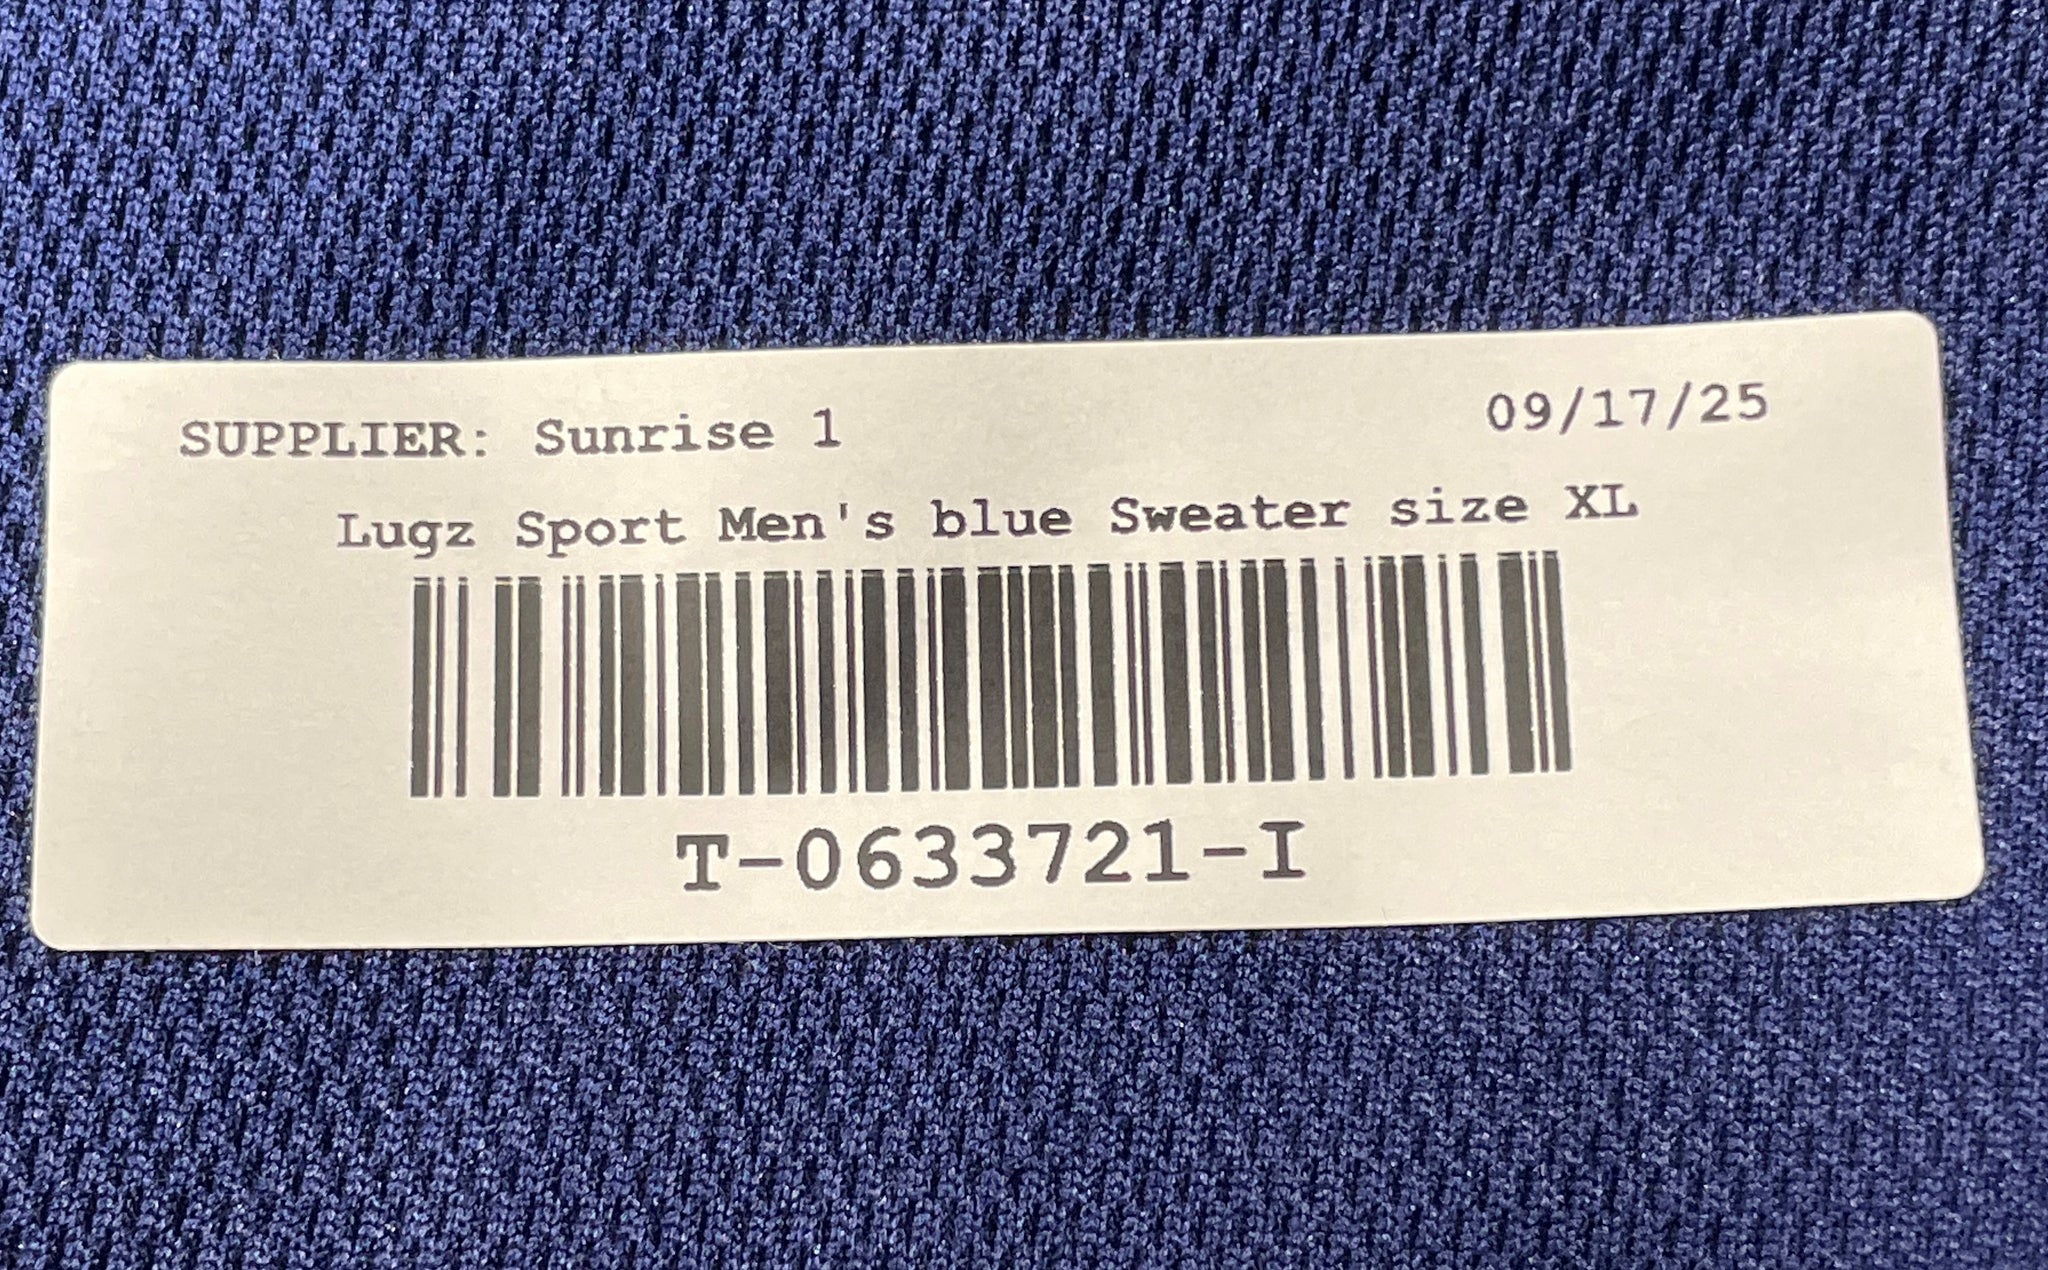 SUPPLIER: Sunrise 1 09/17/25
Lugz Sport Men's blue Sweater size XL
T-0633721-I